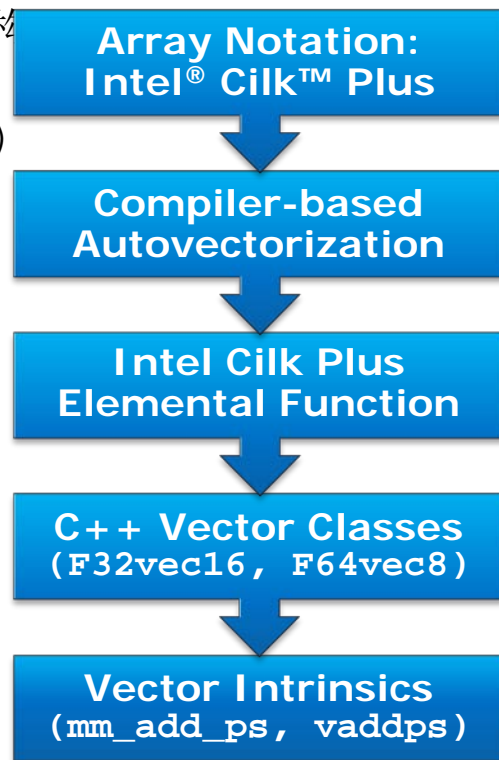 )
Array Notation:
Intel® Cilk™ Plus
Compiler-based
Autovectorization
Intel Cilk Plus
Elemental Function
C++ Vector Classes
(F32vec16, F64vec8)
Vector Intrinsics
(mm_add_ps, vaddps)